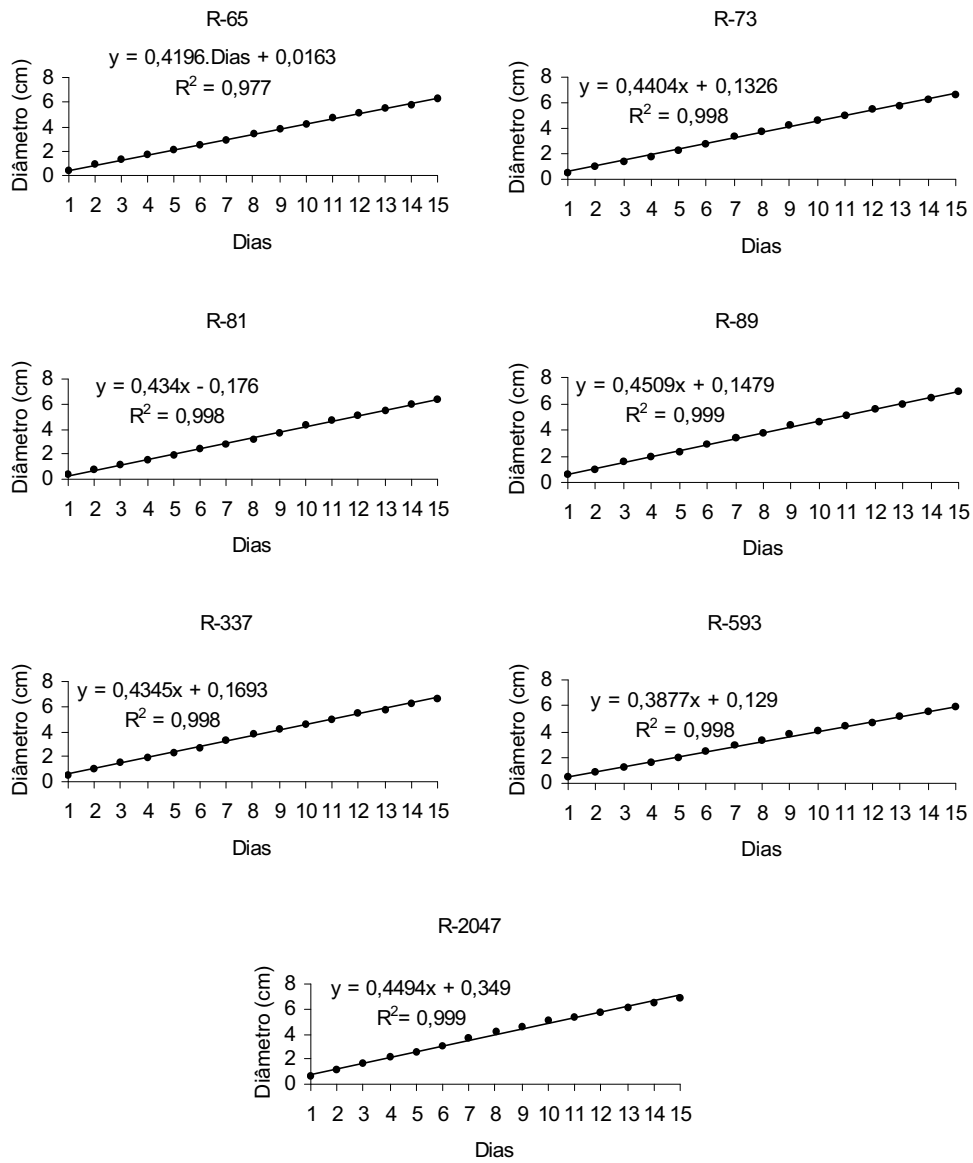 R-65
y = 0,4196.Dias + 0,0163
R² = 0,977
Diâmetro (cm)
8
6
4
2
0
1 2 3 4 5 6 7 8 9 10 11 12 13 14 15
Dias
R-73
y = 0,4404x + 0,1326
R² = 0,998
Diâmetro (cm)
8
6
4
2
0
1 2 3 4 5 6 7 8 9 10 11 12 13 14 15
Dias
R-81
y = 0,434x - 0,176
R² = 0,998
Diâmetro (cm)
8
6
4
2
0
1 2 3 4 5 6 7 8 9 10 11 12 13 14 15
Dias
R-89
y = 0,4509x + 0,1479
R² = 0,999
Diâmetro (cm)
8
6
4
2
0
1 2 3 4 5 6 7 8 9 10 11 12 13 14 15
Dias
R-337
y = 0,4345x + 0,1693
R² = 0,998
Diâmetro (cm)
8
6
4
2
0
1 2 3 4 5 6 7 8 9 10 11 12 13 14 15
Dias
R-593
y = 0,3877x + 0,129
R² = 0,998
Diâmetro (cm)
8
6
4
2
0
1 2 3 4 5 6 7 8 9 10 11 12 13 14 15
Dias
R-2047
y = 0,4494x + 0,349
R²= 0,999
Diâmetro (cm)
8
6
4
2
0
1 2 3 4 5 6 7 8 9 10 11 12 13 14 15
Dias